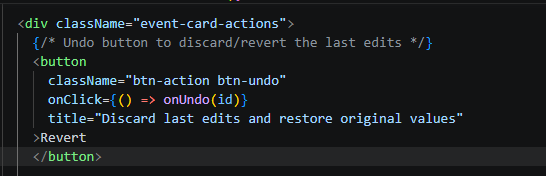 <div className="event-card-actions">
{/* Undo button to discard/revert the last edits */}
<button
className="btn-action btn-undo"
onClick={() => onUndo(id)}
title="Discard last edits and restore original values"
>Revert
</button>